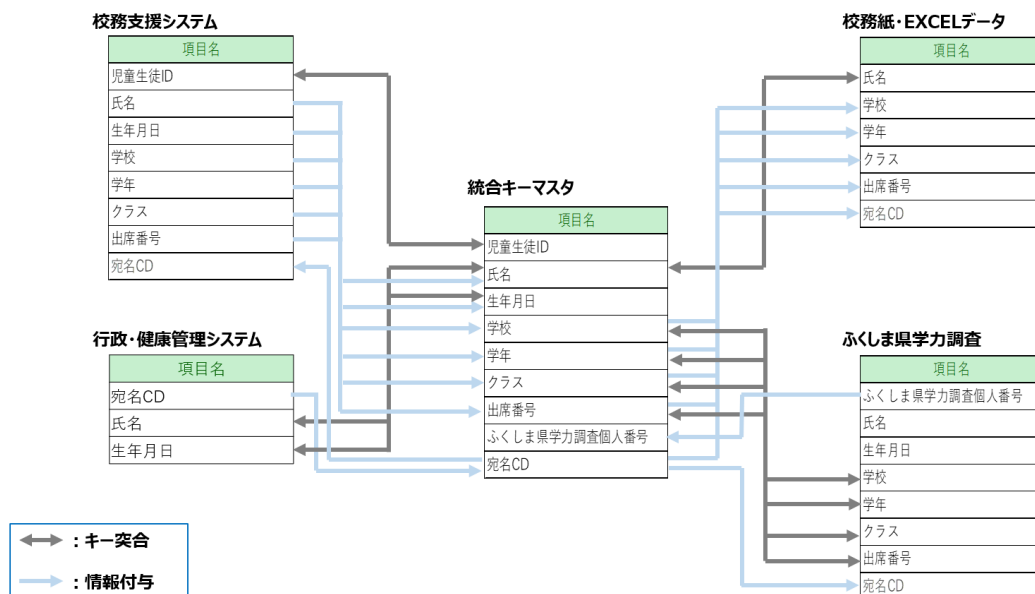 校務支援システム
項目名
児童生徒ID
氏名
生年月日
学校
学年
クラス
出席番号
宛名CD
行政・健康管理システム
項目名
宛名CD
氏名
生年月日
統合キーマスタ
項目名
児童生徒ID
氏名
生年月日
学校
学年
クラス
出席番号
ふくしま県学力調査個人番号
宛名CD
校務紙・EXCELデータ
項目名
氏名
学校
学年
クラス
出席番号
宛名CD
ふくしま県学力調査
項目名
ふくしま県学力調査個人番号
氏名
生年月日
学校
学年
クラス
出席番号
宛名CD
：キー突合
：情報付与